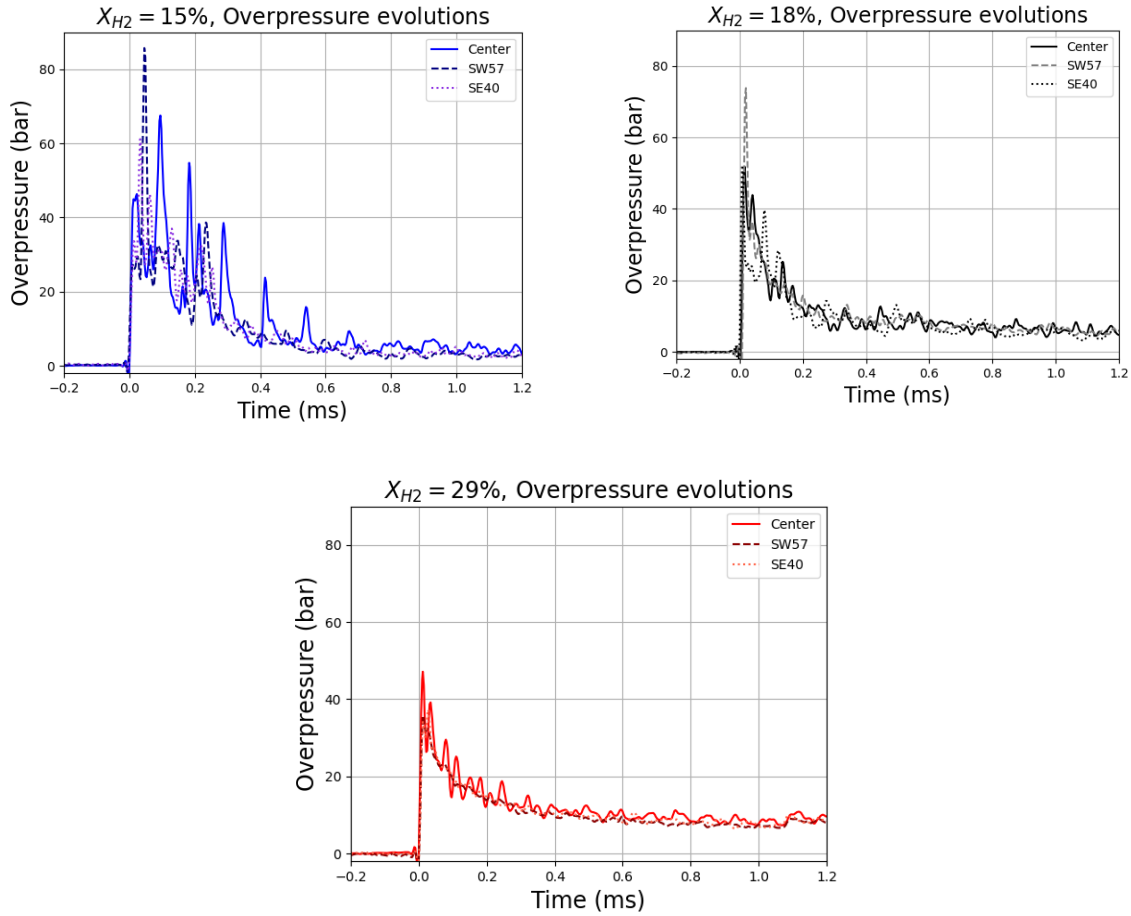 X_{H2} = 15%, Overpressure evolutions
Overpressure (bar)
80
60
40
20
0
Center
SW57
SE40
−0.2 0.0 0.2 0.4 0.6 0.8 1.0 1.2
Time (ms)
X_{H2} = 18%, Overpressure evolutions
Overpressure (bar)
80
60
40
20
0
Center
SW57
SE40
−0.2 0.0 0.2 0.4 0.6 0.8 1.0 1.2
Time (ms)
X_{H2} = 29%, Overpressure evolutions
Overpressure (bar)
80
60
40
20
0
Center
SW57
SE40
−0.2 0.0 0.2 0.4 0.6 0.8 1.0 1.2
Time (ms)